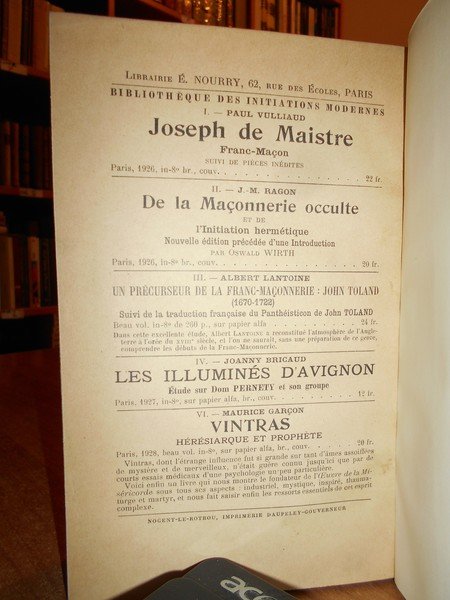 LIBRAIRIE É. NOURRY, 62, RUE DES ÉCOLES, PARIS
BIBLIOTHÈQUE DES INITIATIONS MODERNES
I. — PAUL VULLIAUD
Joseph de Maistre
Franc-Maçon
SUIVI DE PIÈCES INÉDITES
Paris, 1926, in-8º br., couv. . . . . . . . . . . 22 fr.
II. — J.-M. RAGON
De la Maçonnerie occulte
ET DE
l'Initiation hermétique
Nouvelle édition précédée d'une Introduction
PAR OSWALD WIRTH
Paris, 1926, in-8º br., couv. . . . . . . . . . . 20 fr.
III. — ALBERT LANTOINE
UN PRÉCURSEUR DE LA FRANC-MAÇONNERIE : JOHN TOLAND
(1670-1722)
Suivi de la traduction française du Panthéisticon de John TOLAND
Beau vol. in-8º de 260 p., sur papier alfa . . . . . . . 24 fr.
Dans cette excellente étude, ALBERT LANTOINE a reconstitué l'atmosphère de l'Angle-
terre à l'orée du XVIIIe siècle, et l'on ne saurait, sans une préparation de ce genre,
comprendre les débuts de la Franc-Maçonnerie.
IV. — JOANNY BRICAUD
LES ILLUMINÉS D'AVIGNON
Étude sur Dom PERNETY et son groupe
Paris, 1927, in-8º, sur papier alfa, br., couv. . . . . . 12 fr.
VI. — MAURICE GARÇON
VINTRAS
HÉRÉSIARQUE ET PROPHÈTE
Paris, 1928, beau vol. in-8º, sur papier alfa, br., couv. . . . . 20 fr.
Vintras, dont l'étrange influence fut si grande sur tant d'âmes assoiffées
de mystère et de merveilleux, n'était guère connu jusqu'ici que par de
courts essais médicaux d'une psychologie un peu particulière.
Voici enfin un livre qui nous montre le fondateur de l'Œuvre de la Mi-
séricorde sous tous ses aspects : industriel, mystique, inspiré, thauma-
turge et martyr, et nous fait saisir enfin les ressorts essentiels de cet esprit
complexe.
NOGENT-LE-ROTROU, IMPRIMERIE DAUPELEY-GOUVERNEUR
acer